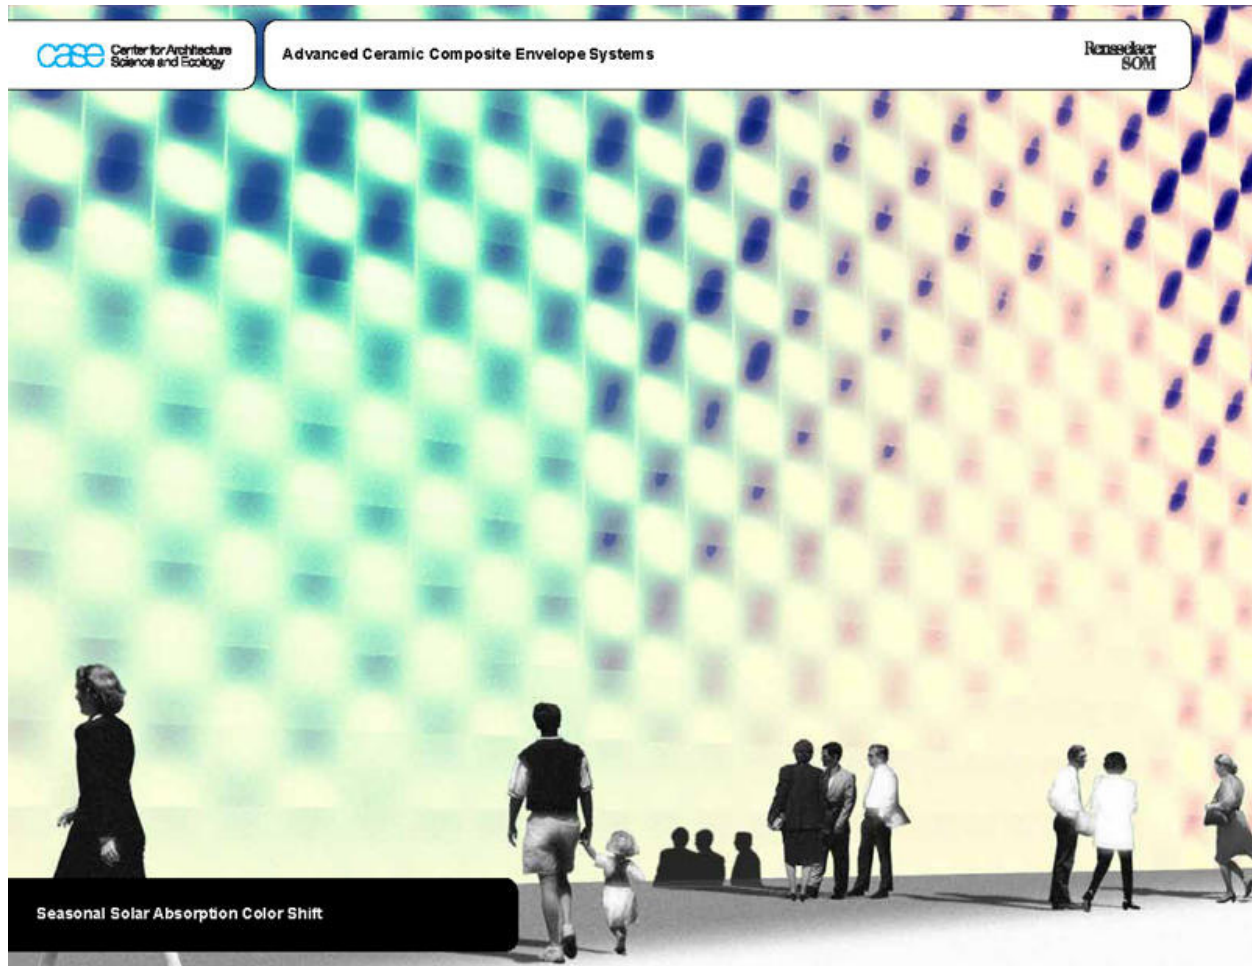 case Center for Architecture
Science and Ecology
Advanced Ceramic Composite Envelope Systems
Rensselaer
SOM
Seasonal Solar Absorption Color Shift